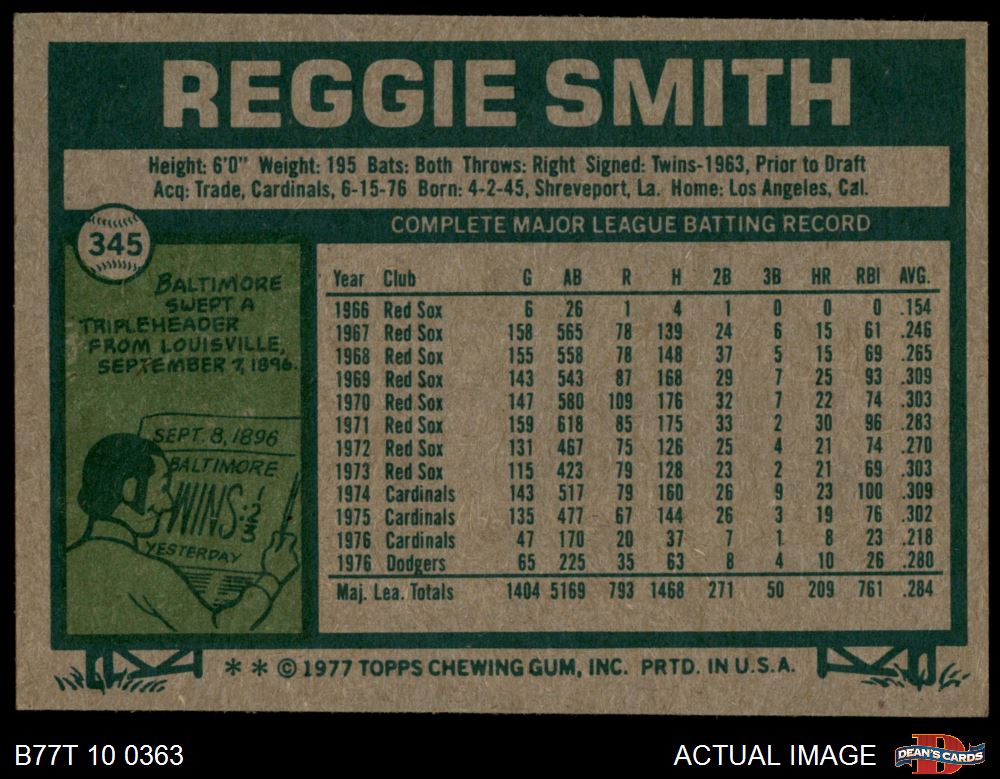 REGGIE SMITH
Height: 6'0" Weight: 195 Bats: Both Throws: Right Signed: Twins-1963, Prior to Draft
Acq: Trade, Cardinals, 6-15-76 Born: 4-2-45, Shreveport, La. Home: Los Angeles, Cal.
345
COMPLETE MAJOR LEAGUE BATTING RECORD
BALTIMORE
SWEPT A
TRIPLEHEADER
FROM LOUISVILLE,
SEPTEMBER 7, 1896.
SEPT. 8, 1896
BALTIMORE
WINS: 1
2
3
YESTERDAY
Year Club G AB R H 2B 3B HR RBI AVG.
1966 Red Sox 6 26 1 4 1 0 0 0 .154
1967 Red Sox 158 565 78 139 24 6 15 61 .246
1968 Red Sox 155 558 78 148 37 5 15 69 .265
1969 Red Sox 143 543 87 168 29 7 25 93 .309
1970 Red Sox 147 580 109 176 32 7 22 74 .303
1971 Red Sox 159 618 85 175 33 2 30 96 .283
1972 Red Sox 131 467 75 126 25 4 21 74 .270
1973 Red Sox 115 423 79 128 23 2 21 69 .303
1974 Cardinals 143 517 79 160 26 9 23 100 .309
1975 Cardinals 135 477 67 144 26 3 19 76 .302
1976 Cardinals 47 170 20 37 7 1 8 23 .218
1976 Dodgers 65 225 35 63 8 4 10 26 .280
Maj. Lea. Totals 1404 5169 793 1468 271 50 209 761 .284
* * © 1977 TOPPS CHEWING GUM, INC. PRTD. IN U.S.A.
B77T 10 0363
ACTUAL IMAGE
D
DEAN'S CARDS